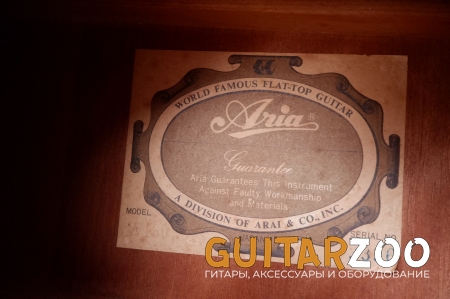 WORLD FAMOUS FLAT-TOP GUITAR
Aria®
Guarantee
Aria Guarantees This Instrument
Against Faulty Workmanship
and Materials
A DIVISION OF ARAI & CO., INC.
MODEL
SERIAL NO.
GUITARZOO
ГИТАРЫ, АКСЕССУАРЫ И ОБОРУДОВАНИЕ